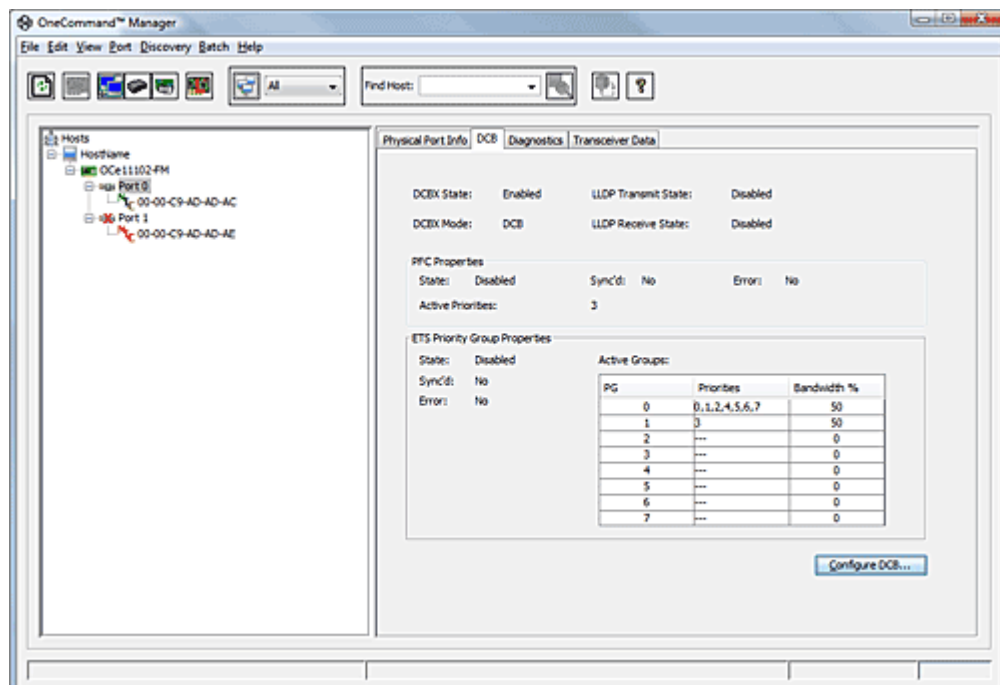 OneCommand™ Manager
File Edit View Port Discovery Batch Help
All Find Host: ?
Hosts
HostName
OCe11102-FM
Port 0
00-00-C9-AD-AD-AC
Port 1
00-00-C9-AD-AD-AE
Physical Port Info DCB Diagnostics Transceiver Data
DCBX State: Enabled LLDP Transmit State: Disabled
DCBX Mode: DCB LLDP Receive State: Disabled
PFC Properties
State: Disabled Sync'd: No Error: No
Active Priorities: 3
ETS Priority Group Properties
State: Disabled Active Groups:
Sync'd: No
Error: No
PG Priorities Bandwidth %
0 0,1,2,4,5,6,7 50
1 3 50
2 --- 0
3 --- 0
4 --- 0
5 --- 0
6 --- 0
7 --- 0
Configure DCB...